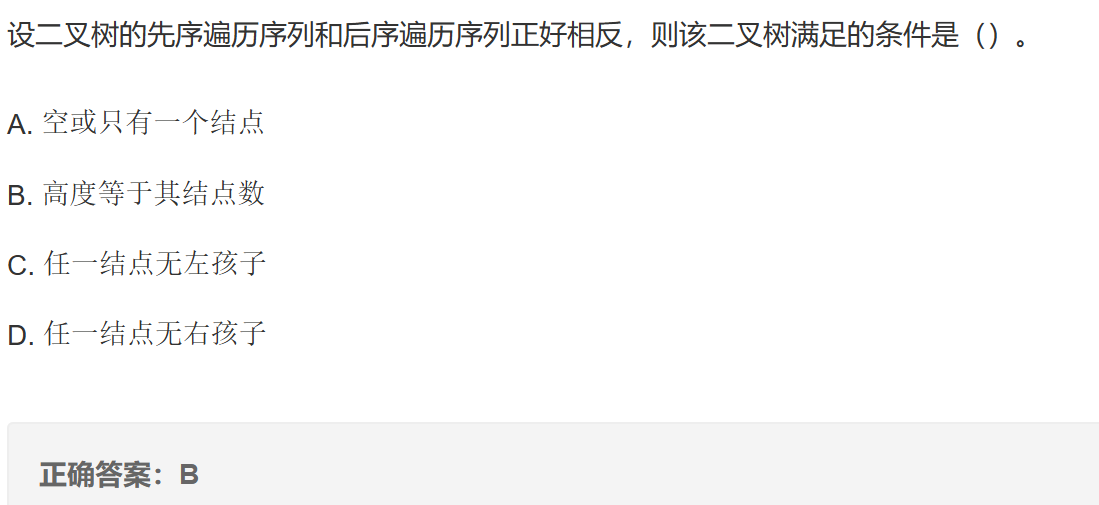 设二叉树的先序遍历序列和后序遍历序列正好相反，则该二叉树满足的条件是（）。
A. 空或只有一个结点
B. 高度等于其结点数
C. 任一结点无左孩子
D. 任一结点无右孩子
正确答案：B